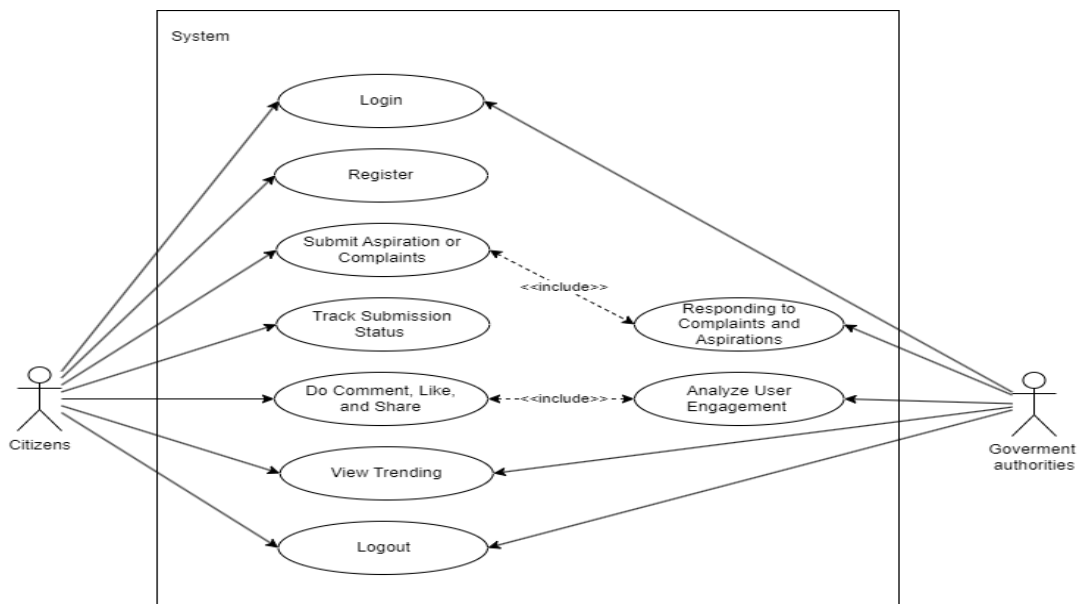 System
Login
Register
Submit Aspiration or
Complaints
<<include>>
Responding to
Complaints and
Aspirations
Track Submission
Status
Do Comment, Like,
and Share
<<include>>
Analyze User
Engagement
Citizens
Goverment
authorities
View Trending
Logout